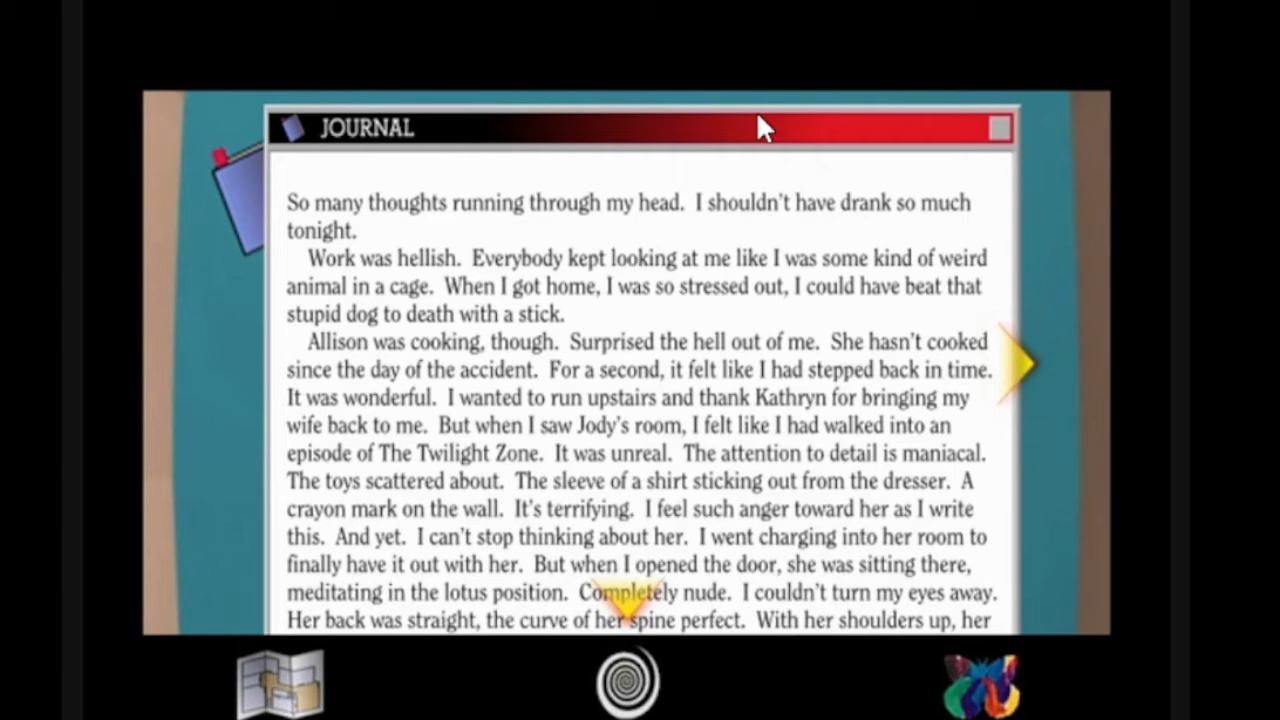 JOURNAL
So many thoughts running through my head. I shouldn't have drank so much
tonight.
Work was hellish. Everybody kept looking at me like I was some kind of weird
animal in a cage. When I got home, I was so stressed out, I could have beat that
stupid dog to death with a stick.
Allison was cooking, though. Surprised the hell out of me. She hasn't cooked
since the day of the accident. For a second, it felt like I had stepped back in time.
It was wonderful. I wanted to run upstairs and thank Kathryn for bringing my
wife back to me. But when I saw Jody's room, I felt like I had walked into an
episode of The Twilight Zone. It was unreal. The attention to detail is maniacal.
The toys scattered about. The sleeve of a shirt sticking out from the dresser. A
crayon mark on the wall. It's terrifying. I feel such anger toward her as I write
this. And yet. I can't stop thinking about her. I went charging into her room to
finally have it out with her. But when I opened the door, she was sitting there,
meditating in the lotus position. Completely nude. I couldn't turn my eyes away.
Her back was straight, the curve of her spine perfect. With her shoulders up, her